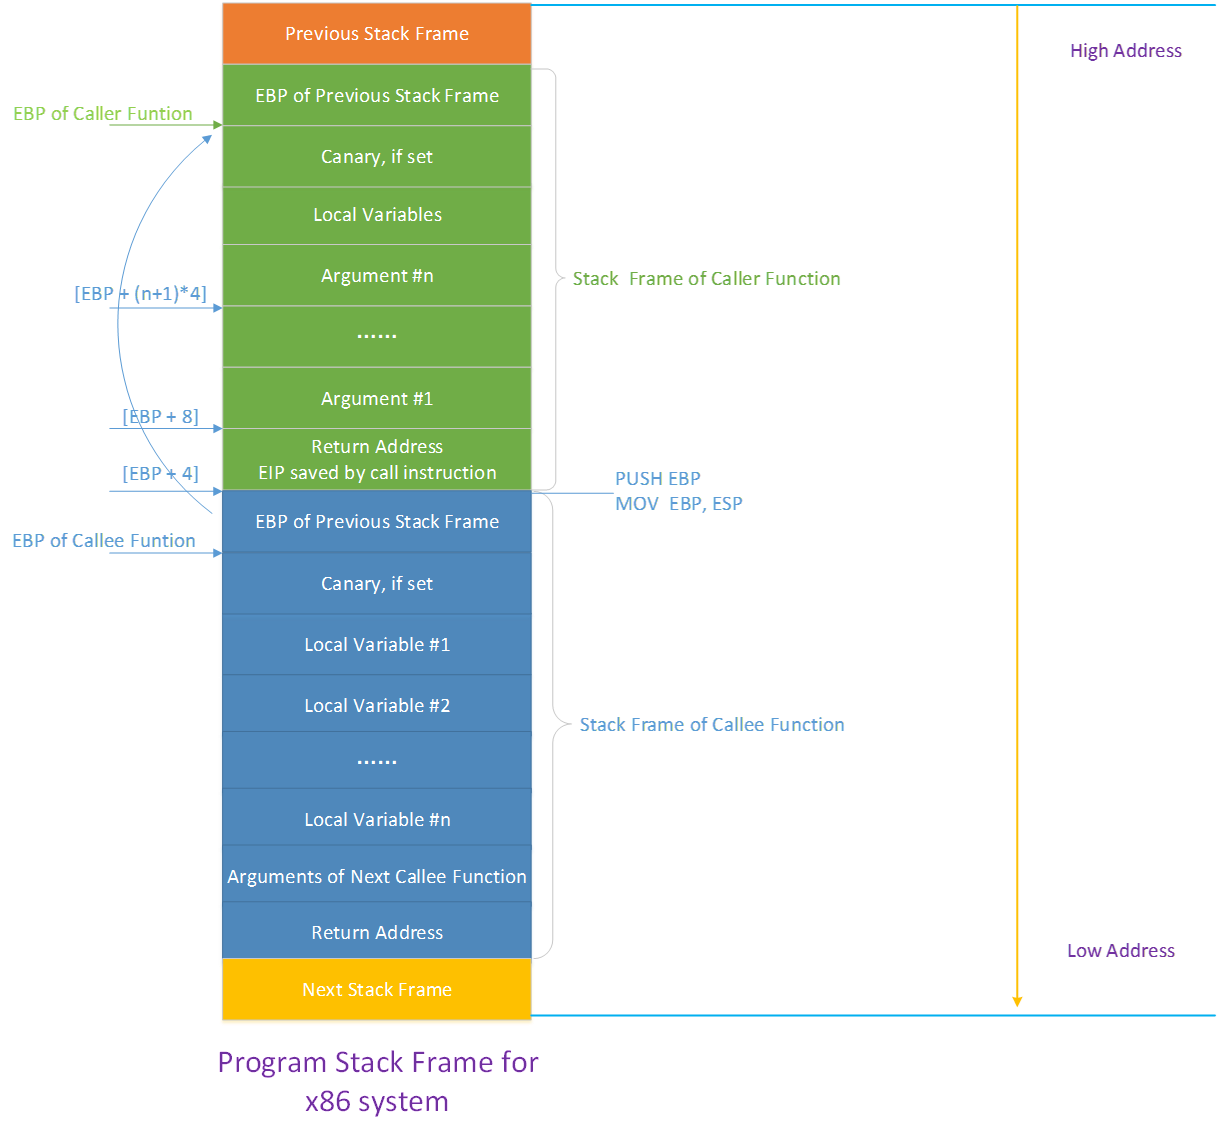 Previous Stack Frame
High Address
EBP of Previous Stack Frame
EBP of Caller Funtion
Canary, if set
Local Variables
Argument #n
Stack  Frame of Caller Function
[EBP + (n+1)*4]
......
Argument #1
[EBP + 8]
Return Address
EIP saved by call instruction
[EBP + 4]
PUSH EBP
MOV  EBP, ESP
EBP of Previous Stack Frame
EBP of Callee Funtion
Canary, if set
Local Variable #1
Local Variable #2
Stack Frame of Callee Function
......
Local Variable #n
Arguments of Next Callee Function
Return Address
Low Address
Next Stack Frame
Program Stack Frame for
x86 system